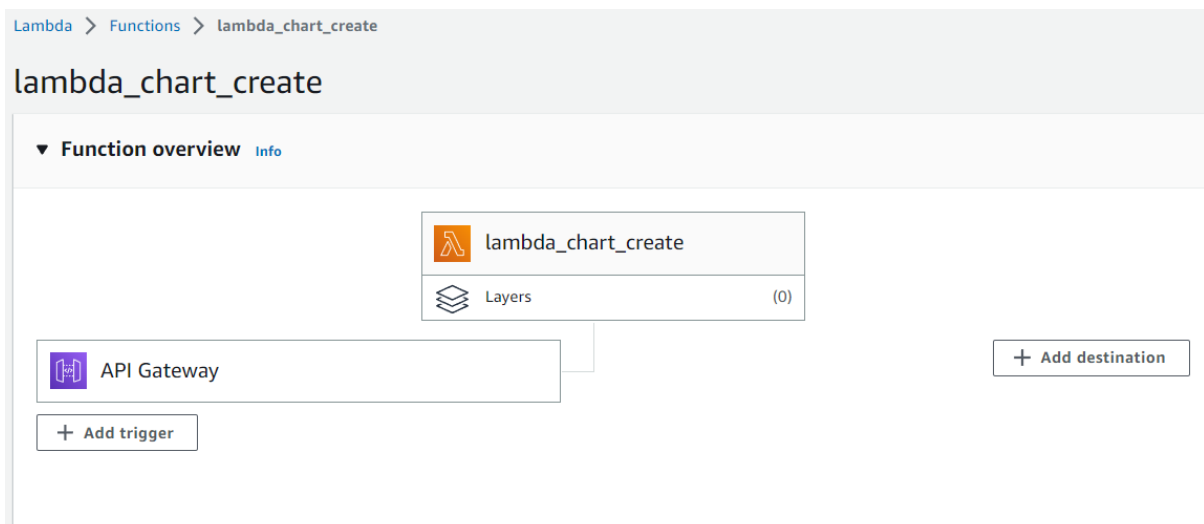 Lambda > Functions > lambda_chart_create
lambda_chart_create
Function overview Info
lambda_chart_create
Layers (0)
API Gateway
+ Add destination
+ Add trigger